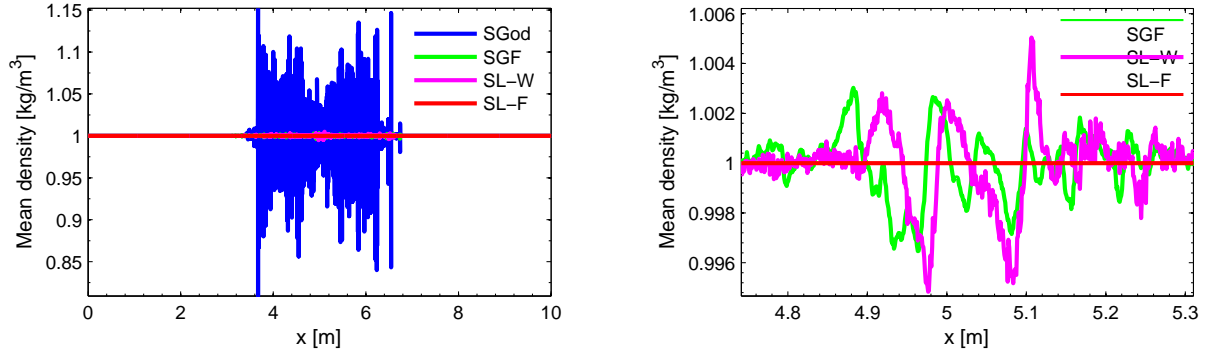 1.15
1.1
1.05
1
0.95
0.9
0.85
Mean density [kg/m³]
SGod
SGF
SL−W
SL−F
0 2 4 6 8 10
x [m]
1.006
1.004
1.002
1
0.998
0.996
Mean density [kg/m³]
SGF
SL−W
SL−F
4.8 4.9 5 5.1 5.2 5.3
x [m]